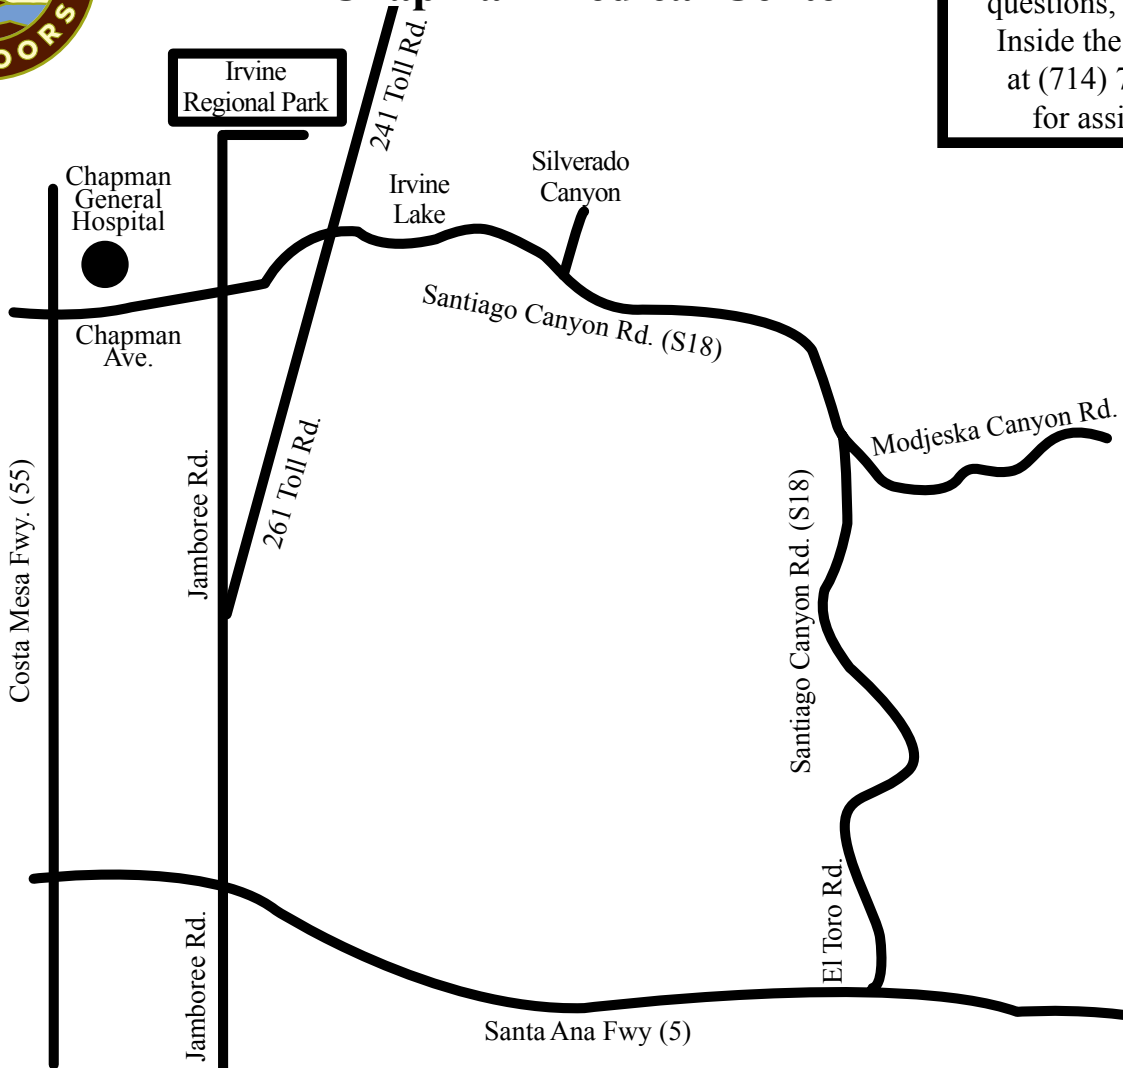 questions,
Inside the
at (714) 7
for assi
OORS
Irvine
Regional Park
241 Toll Rd.
Silverado
Canyon
Chapman
General
Hospital
Irvine
Lake
Santiago Canyon Rd. (S18)
Chapman
Ave.
Modjeska Canyon Rd.
261 Toll Rd.
Jamboree Rd.
Costa Mesa Fwy. (55)
Santiago Canyon Rd. (S18)
El Toro Rd.
Jamboree Rd.
Santa Ana Fwy (5)